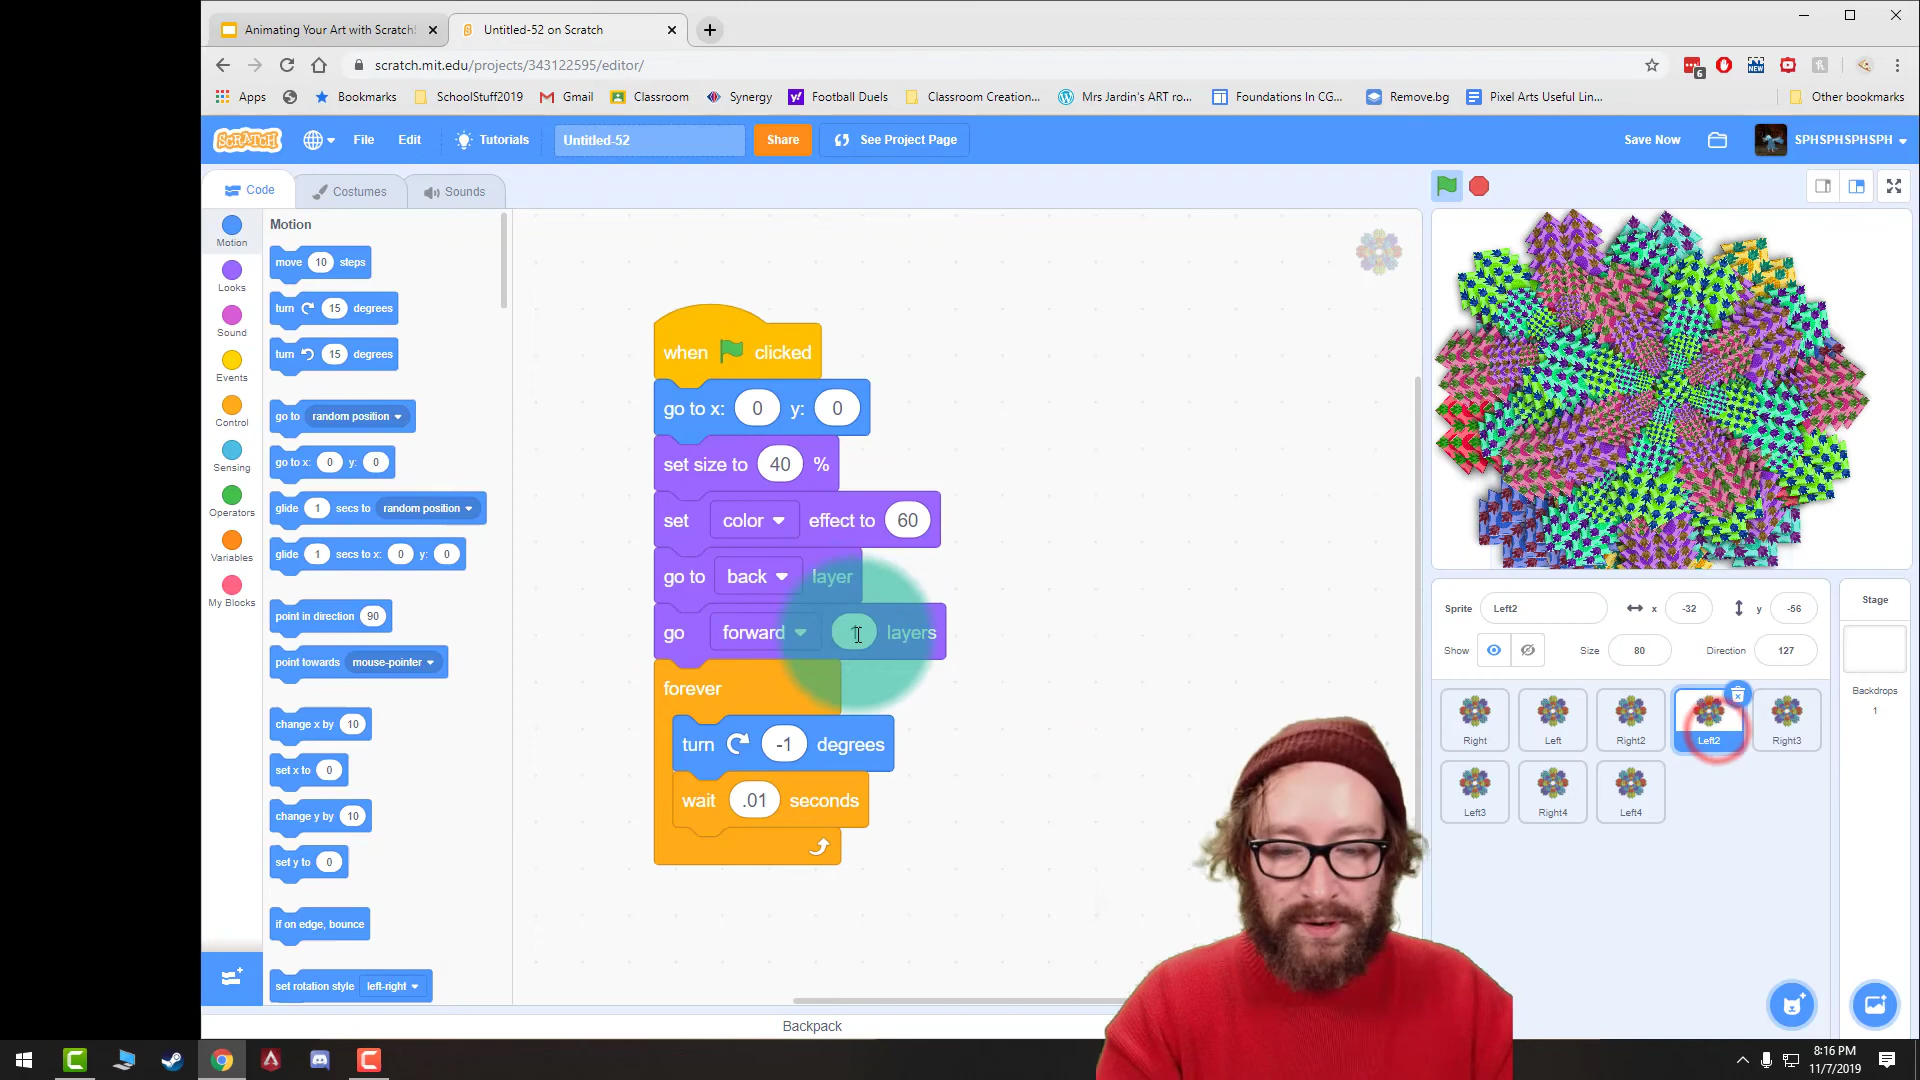 Animating Your Art with Scratch!
Untitled-52 on Scratch
scratch.mit.edu/projects/343122595/editor/
6
NEW
Apps
Bookmarks
SchoolStuff2019
Gmail
Classroom
Synergy
Football Duels
Classroom Creation...
Mrs Jardin's ART ro...
Foundations In CG...
Remove.bg
Pixel Arts Useful Lin...
Other bookmarks
SCRATCH
File
Edit
Tutorials
Untitled-52
Share
See Project Page
Save Now
SPHSPHSPHSPH
Code
Costumes
Sounds
Motion
Looks
Sound
Events
Control
Sensing
Operators
Variables
My Blocks
Motion
move 10 steps
turn 15 degrees
turn 15 degrees
go to random position
go to x: 0 y: 0
glide 1 secs to random position
glide 1 secs to x: 0 y: 0
point in direction 90
point towards mouse-pointer
change x by 10
set x to 0
change y by 10
set y to 0
if on edge, bounce
set rotation style left-right
when clicked
go to x: 0 y: 0
set size to 40 %
set color effect to 60
go to back layer
go forward layers
forever
turn -1 degrees
wait .01 seconds
Sprite Left2 x -32 y -56
Show Size 80 Direction 127
Right
Left
Right2
Left2
Right3
Left3
Right4
Left4
Stage
Backdrops
1
Backpack
8:16 PM
11/7/2019